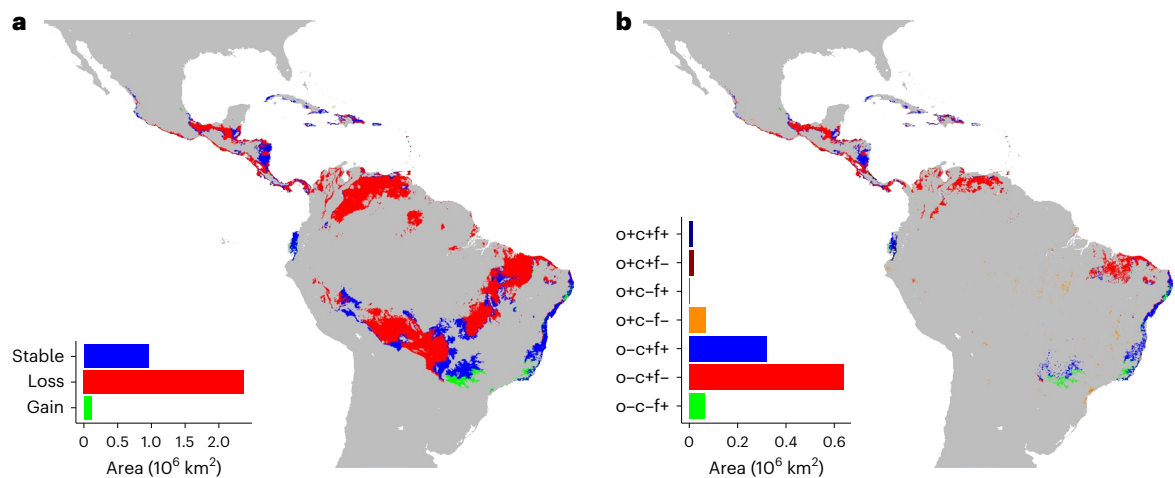 a
Stable
Loss
Gain
0 0.5 1.0 1.5 2.0
Area (10⁶ km²)
b
o+c+f+
o+c+f−
o+c−f+
o+c−f−
o−c+f+
o−c+f−
o−c−f+
0 0.2 0.4 0.6
Area (10⁶ km²)